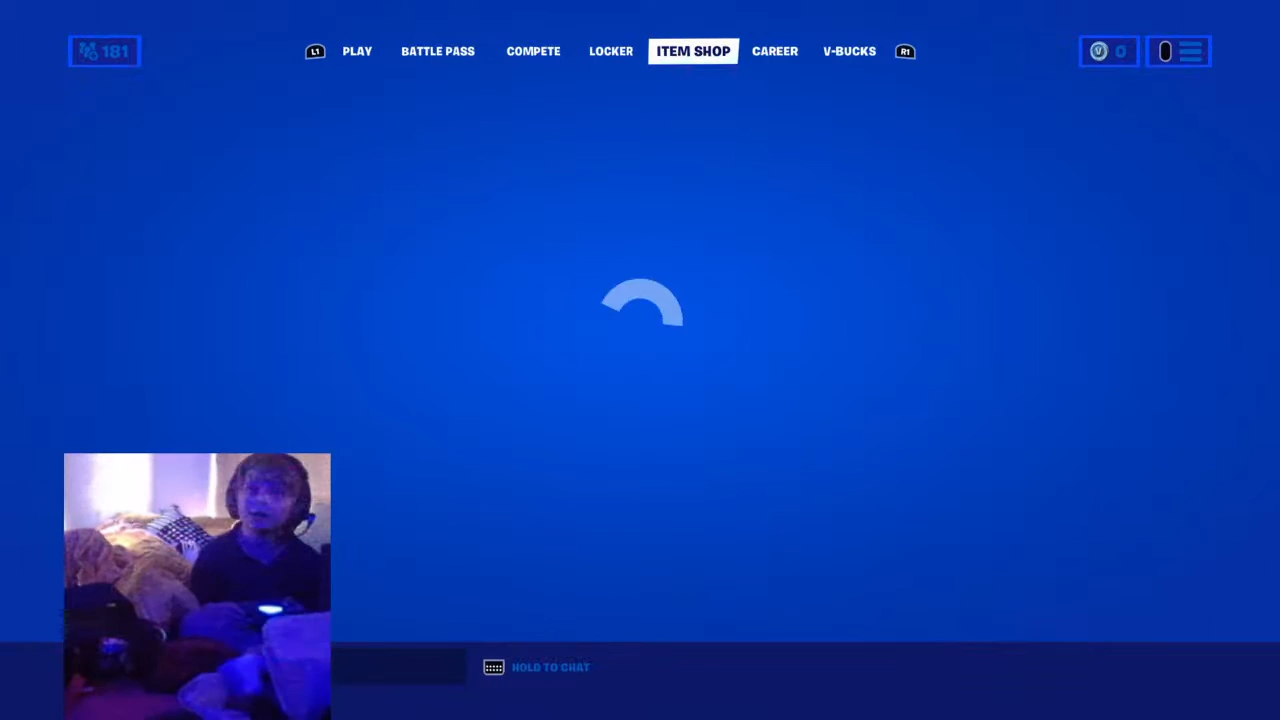 181
L1 PLAY BATTLE PASS COMPETE LOCKER ITEM SHOP CAREER V-BUCKS R1
V 0
HOLD TO CHAT